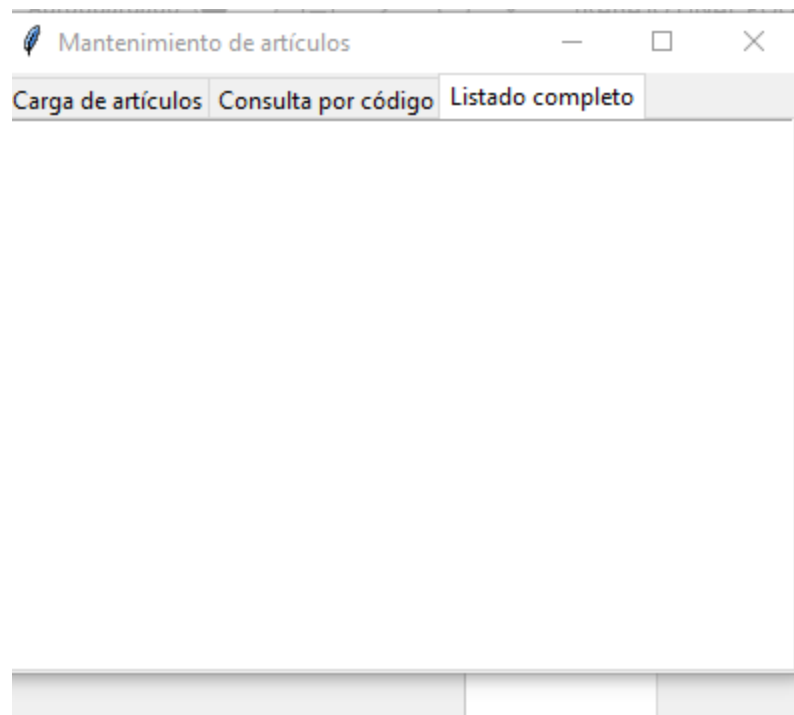 Mantenimiento de artículos
Carga de artículos Consulta por código Listado completo